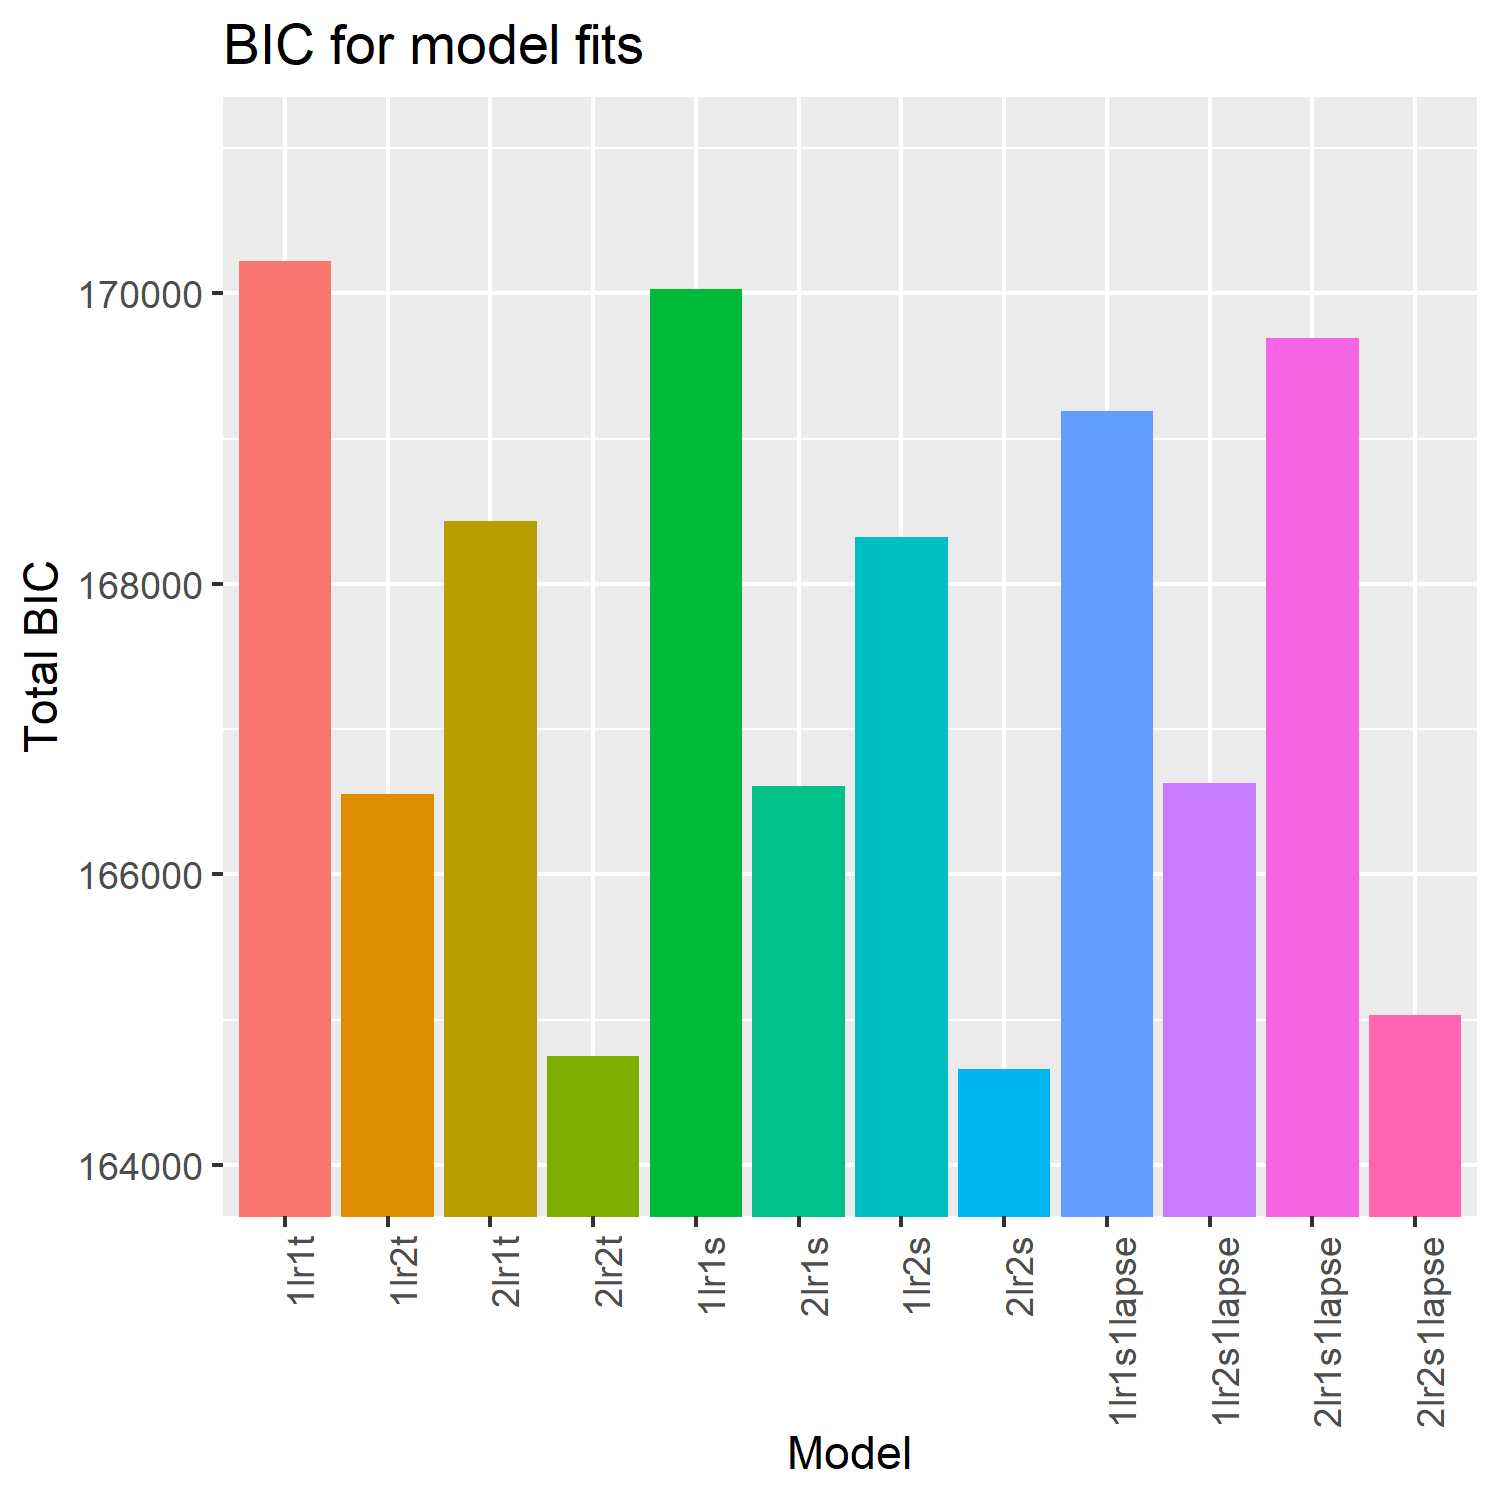 BIC for model fits
Total BIC
170000
168000
166000
164000
1lr1t
1lr2t
2lr1t
2lr2t
1lr1s
2lr1s
1lr2s
2lr2s
1lr1s1lapse
1lr2s1lapse
2lr1s1lapse
2lr2s1lapse
Model